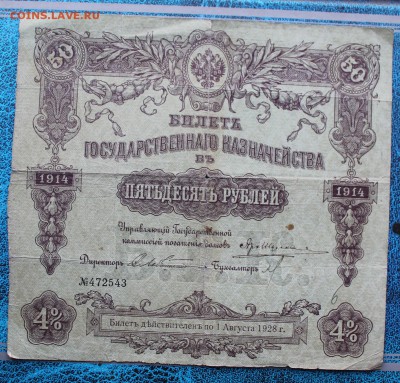 COINS.LAVE.RU
50 50
БИЛЕТЪ
ГОСУДАРСТВЕННАГО КАЗНАЧЕЙСТВА
ВЪ
1914 1914
ПЯТЬДЕСЯТЪ РУБЛЕЙ
Управляющій Государственной
коммиссіей погашенія долговъ
Директоръ Бухгалтеръ
№472543
4% 4%
Билетъ дѣйствителенъ по 1 Августа 1928 г.